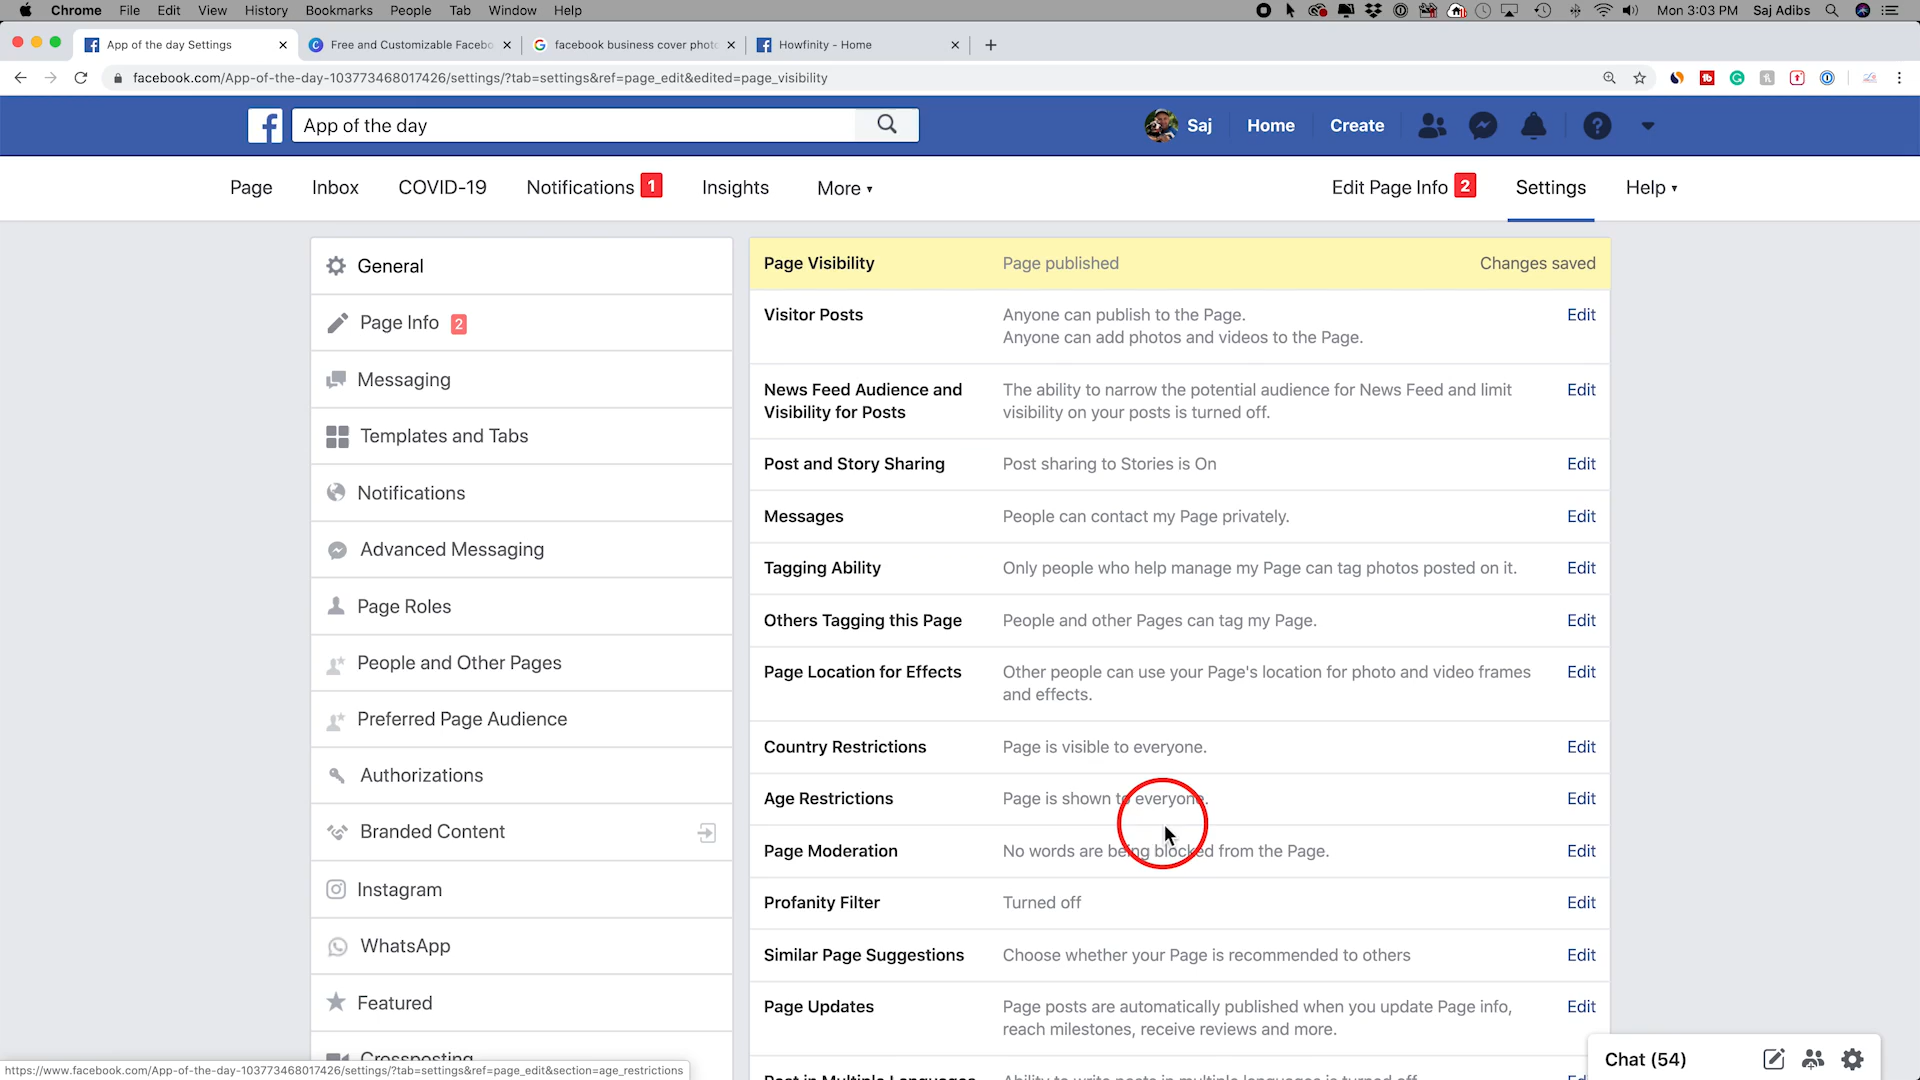 Chrome File Edit View History Bookmarks People Tab Window Help Mon 3:03 PM Saj Adibs
App of the day Settings Free and Customizable Facebo facebook business cover photo Howfinity - Home
facebook.com/App-of-the-day-103773468017426/settings/?tab=settings&ref=page_edit&edited=page_visibility
App of the day Saj Home Create
Page Inbox COVID-19 Notifications 1 Insights More Edit Page Info 2 Settings Help
General
Page Info 2
Messaging
Templates and Tabs
Notifications
Advanced Messaging
Page Roles
People and Other Pages
Preferred Page Audience
Authorizations
Branded Content
Instagram
WhatsApp
Featured
Crossposting
Page Visibility Page published Changes saved
Visitor Posts Anyone can publish to the Page. Edit
Anyone can add photos and videos to the Page.
News Feed Audience and The ability to narrow the potential audience for News Feed and limit Edit
Visibility for Posts visibility on your posts is turned off.
Post and Story Sharing Post sharing to Stories is On Edit
Messages People can contact my Page privately. Edit
Tagging Ability Only people who help manage my Page can tag photos posted on it. Edit
Others Tagging this Page People and other Pages can tag my Page. Edit
Page Location for Effects Other people can use your Page's location for photo and video frames Edit
and effects.
Country Restrictions Page is visible to everyone. Edit
Age Restrictions Page is shown to everyone. Edit
Page Moderation No words are being blocked from the Page. Edit
Profanity Filter Turned off Edit
Similar Page Suggestions Choose whether your Page is recommended to others Edit
Page Updates Page posts are automatically published when you update Page info, Edit
reach milestones, receive reviews and more.
Post in Multiple Languages Ability to write posts in multiple languages is turned off Edit
Chat (54)
https://www.facebook.com/App-of-the-day-103773468017426/settings/?tab=settings&ref=page_edit&section=age_restrictions